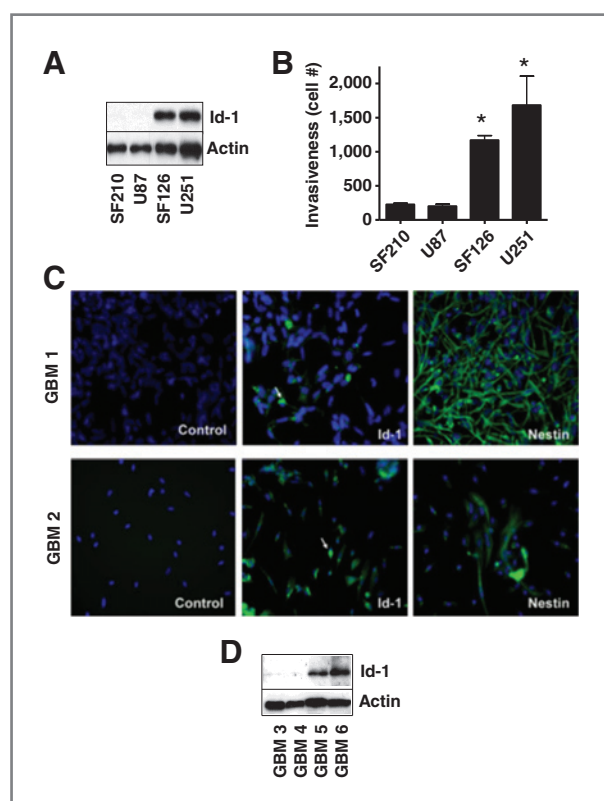 A
Id-1
Actin
SF210
U87
SF126
U251
B
Invasiveness (cell #)
2,000
1,500
1,000
500
0
*
*
SF210
U87
SF126
U251
C
GBM 1
Control
Id-1
Nestin
GBM 2
Control
Id-1
Nestin
D
Id-1
Actin
GBM 3
GBM 4
GBM 5
GBM 6